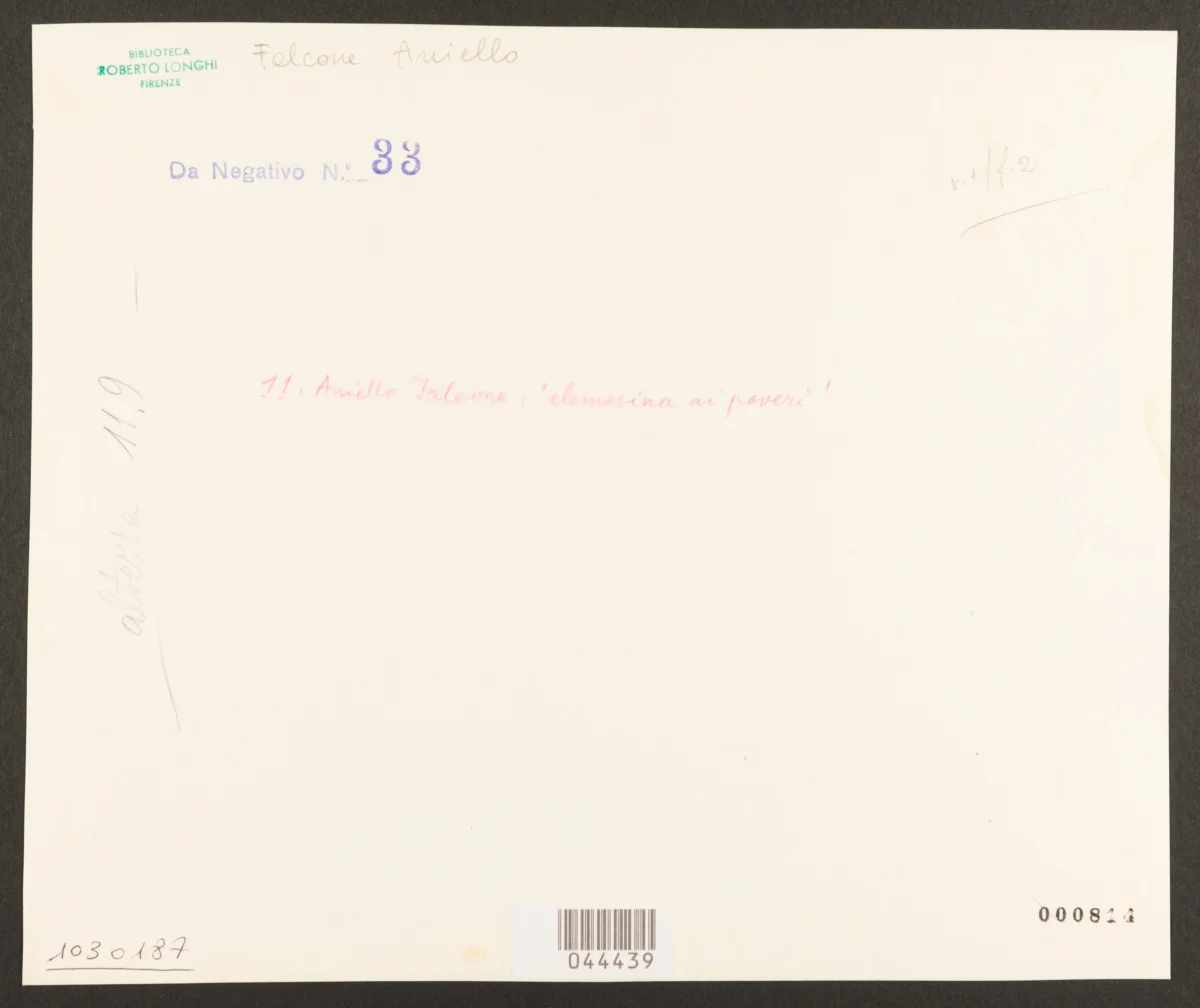 BIBLIOTECA
ROBERTO LONGHI
FIRENZE
Falcone Aniello
Da Negativo N.° 33
altezza 11,9
11. Aniello Falcone; 'elemosina ai poveri'
1030187
044439